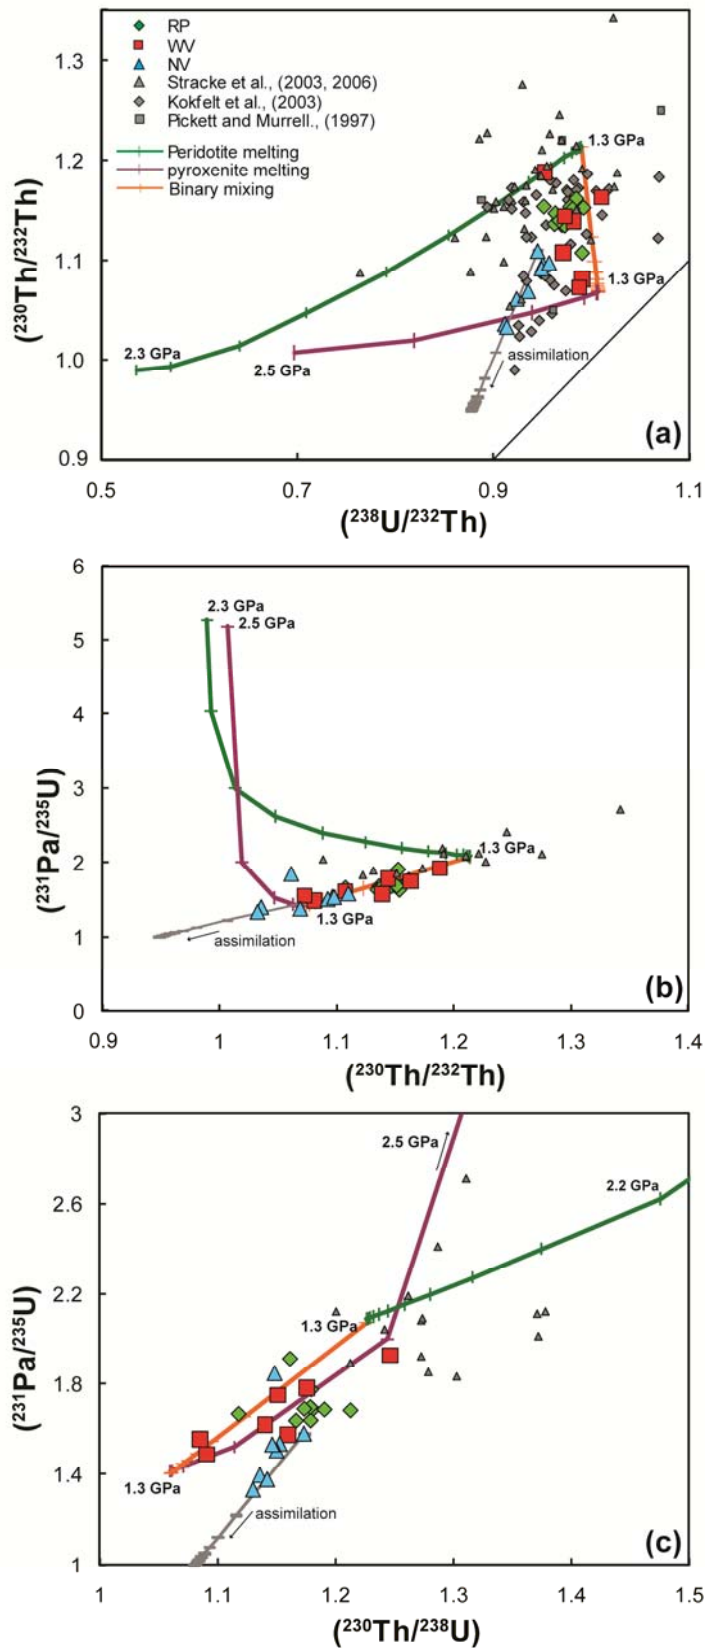 1.3
1.2
1.1
1.0
0.9
0.5
0.7
0.9
1.1
(²³⁰Th/²³²Th)
(²³⁸U/²³²Th)
RP
WV
NV
Stracke et al., (2003, 2006)
Kokfelt et al., (2003)
Pickett and Murrell., (1997)
Peridotite melting
pyroxenite melting
Binary mixing
1.3 GPa
1.3 GPa
2.3 GPa
2.5 GPa
assimilation
(a)
6
5
4
3
2
1
0
0.9
1
1.1
1.2
1.3
1.4
(²³¹Pa/²³⁵U)
(²³⁰Th/²³²Th)
2.3 GPa
2.5 GPa
1.3 GPa
1.3 GPa
assimilation
(b)
3
2.6
2.2
1.8
1.4
1
1
1.1
1.2
1.3
1.4
1.5
(²³¹Pa/²³⁵U)
(²³⁰Th/²³⁸U)
2.5 GPa
2.2 GPa
1.3 GPa
1.3 GPa
assimilation
(c)